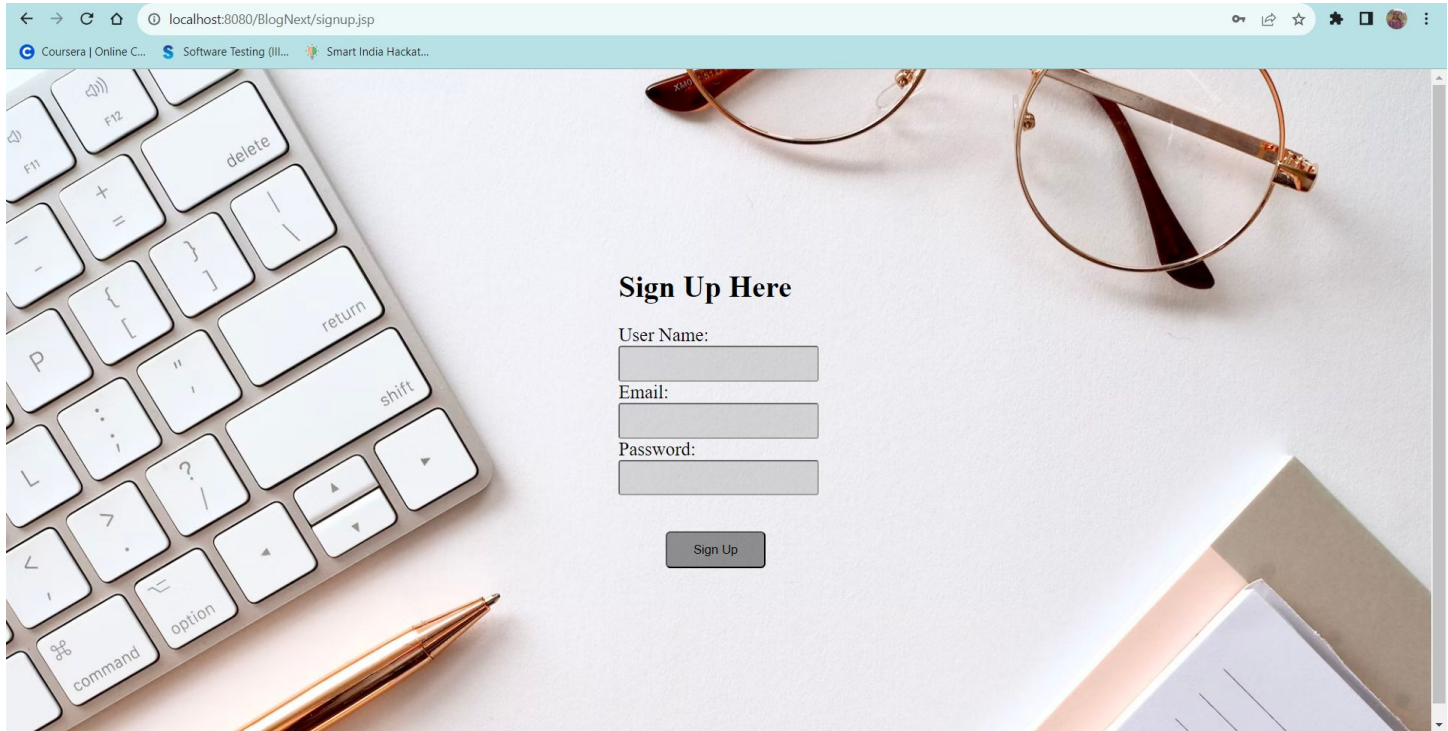 localhost:8080/BlogNext/signup.jsp
Coursera | Online C... Software Testing (III... Smart India Hackat...
F12
F11
delete
+
=
-
-
|
\
}
]
{
[
return
P
"
,
shift
:
;
L
?
/
>
.
<
,
option
⌘
command
Sign Up Here
User Name:
Email:
Password:
Sign Up